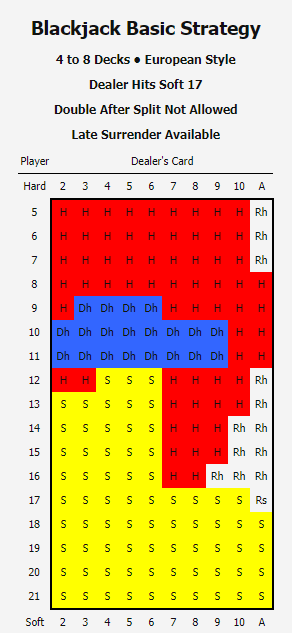 Blackjack Basic Strategy
4 to 8 Decks • European Style
Dealer Hits Soft 17
Double After Split Not Allowed
Late Surrender Available
Player Dealer's Card
Hard 2 3 4 5 6 7 8 9 10 A
5 H H H H H H H H H Rh
6 H H H H H H H H H Rh
7 H H H H H H H H H Rh
8 H H H H H H H H H H
9 H Dh Dh Dh Dh H H H H H
10 Dh Dh Dh Dh Dh Dh Dh Dh H H
11 Dh Dh Dh Dh Dh Dh Dh Dh H H
12 H H S S S H H H H Rh
13 S S S S S H H H H Rh
14 S S S S S H H H Rh Rh
15 S S S S S H H H Rh Rh
16 S S S S S H H Rh Rh Rh
17 S S S S S S S S S Rs
18 S S S S S S S S S S
19 S S S S S S S S S S
20 S S S S S S S S S S
21 S S S S S S S S S S
Soft 2 3 4 5 6 7 8 9 10 A